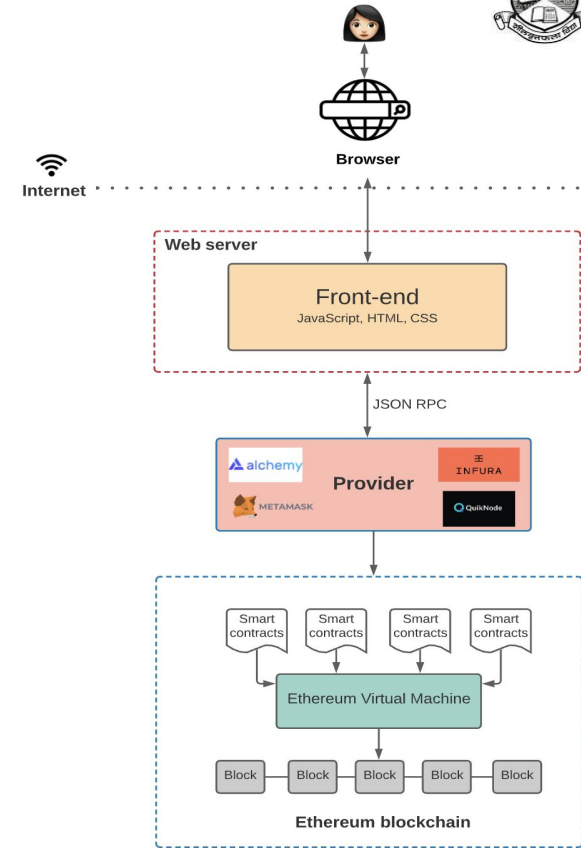 Browser
Internet
Web server
Front-end
JavaScript, HTML, CSS
JSON RPC
alchemy
INFURA
Provider
METAMASK
QuikNode
Smart
contracts
Smart
contracts
Smart
contracts
Smart
contracts
Ethereum Virtual Machine
Block
Block
Block
Block
Block
Ethereum blockchain